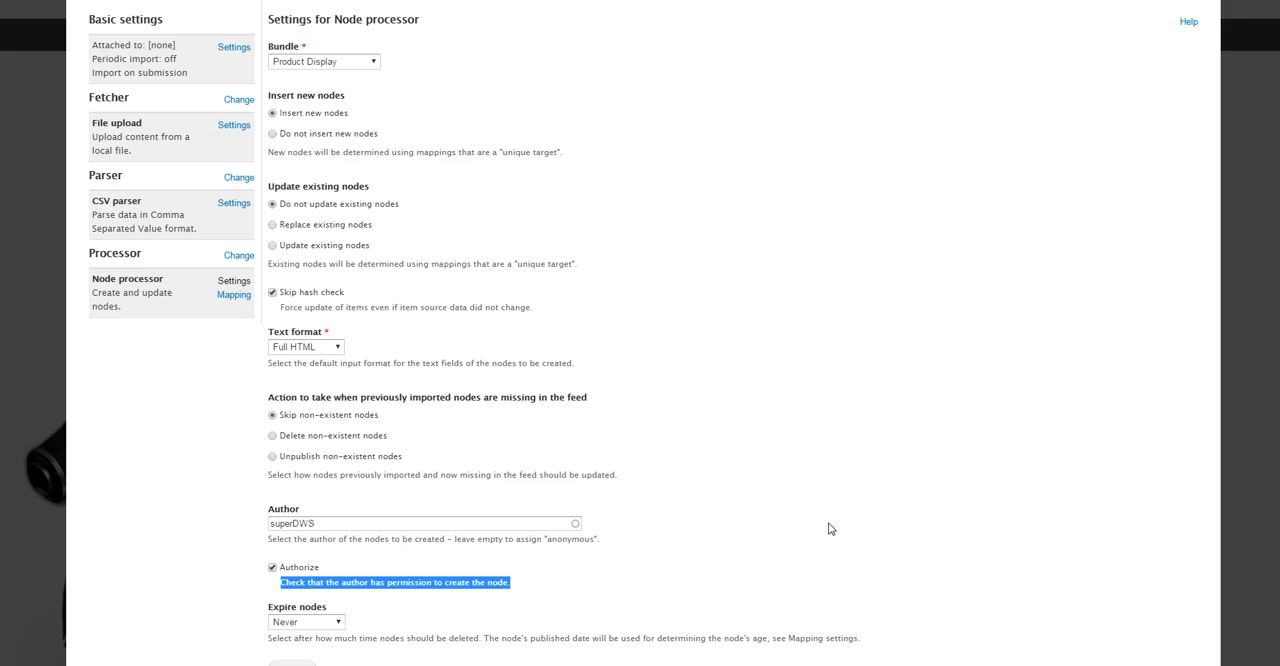 Basic settings
Attached to: [none]
Settings
Periodic import: off
Import on submission
Fetcher
Change
File upload
Settings
Upload content from a
local file.
Parser
Change
CSV parser
Settings
Parse data in Comma
Separated Value format.
Processor
Change
Node processor
Settings
Create and update
Mapping
nodes.
Settings for Node processor
Help
Bundle *
Product Display
Insert new nodes
Insert new nodes
Do not insert new nodes
New nodes will be determined using mappings that are a "unique target".
Update existing nodes
Do not update existing nodes
Replace existing nodes
Update existing nodes
Existing nodes will be determined using mappings that are a "unique target".
Skip hash check
Force update of items even if item source data did not change.
Text format *
Full HTML
Select the default input format for the text fields of the nodes to be created.
Action to take when previously imported nodes are missing in the feed
Skip non-existent nodes
Delete non-existent nodes
Unpublish non-existent nodes
Select how nodes previously imported and now missing in the feed should be updated.
Author
superDWS
Select the author of the nodes to be created – leave empty to assign "anonymous".
Authorize
Check that the author has permission to create the node.
Expire nodes
Never
Select after how much time nodes should be deleted. The node's published date will be used for determining the node's age, see Mapping settings.